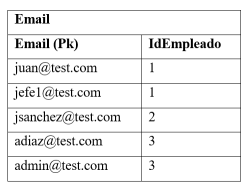 Email
Email (Pk) IdEmpleado
juan@test.com 1
jefe1@test.com 1
jsanchez@test.com 2
adiaz@test.com 3
admin@test.com 3